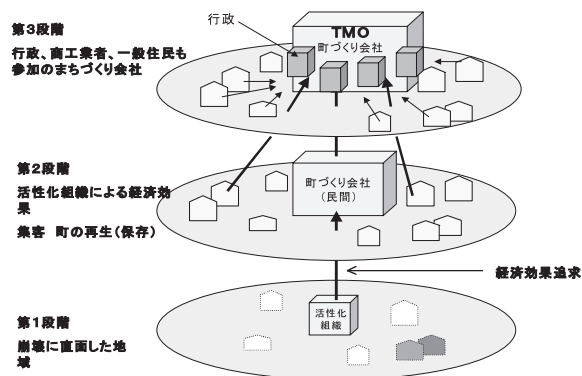 行政
第３段階
行政、商工業者、一般住民も
参加のまちづくり会社
TMO
町づくり会社
第２段階
活性化組織による経済効
果
集客　町の再生（保存）
町づくり会社
（民間）
経済効果追求
第１段階
崩壊に直面した地
域
活性化
組織